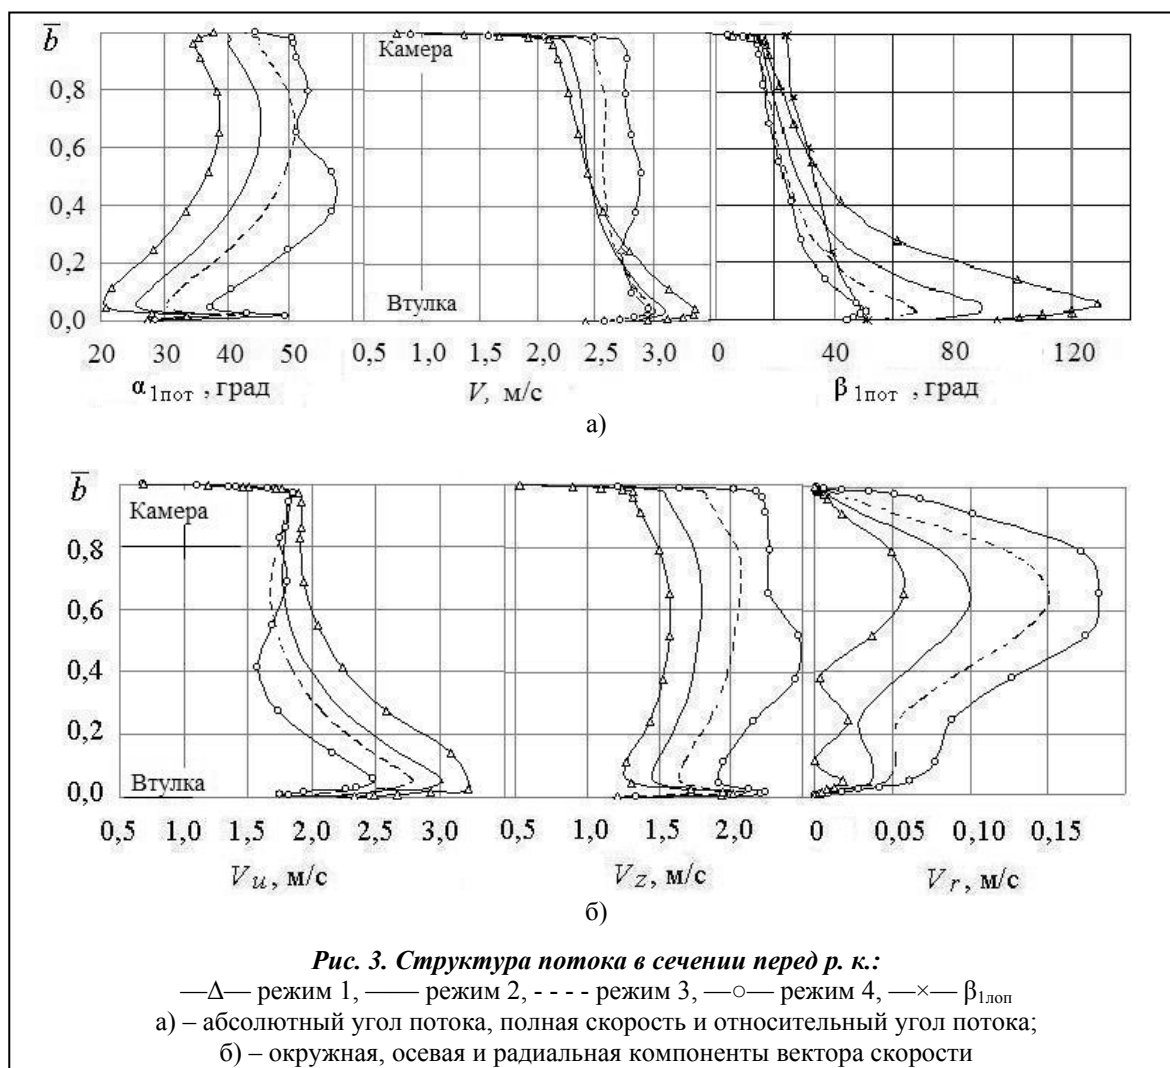 b̅
Камера
0,8
0,6
0,4
0,2
Втулка
0,0
20 30 40 50 0,5 1,0 1,5 2,0 2,5 3,0 0 40 80 120
α1пот , град V, м/с β 1пот , град
а)
b̅
Камера
0,8
0,6
0,4
0,2
Втулка
0,0
0,5 1,0 1,5 2,0 3,0 0,5 1,0 1,5 2,0 0 0,05 0,10 0,15
Vu, м/с Vz, м/с Vr, м/с
б)
Рис. 3. Структура потока в сечении перед р. к.:
—Δ— режим 1, —— режим 2, - - - - режим 3, —○— режим 4, —×— β1лоп
а) – абсолютный угол потока, полная скорость и относительный угол потока;
б) – окружная, осевая и радиальная компоненты вектора скорости